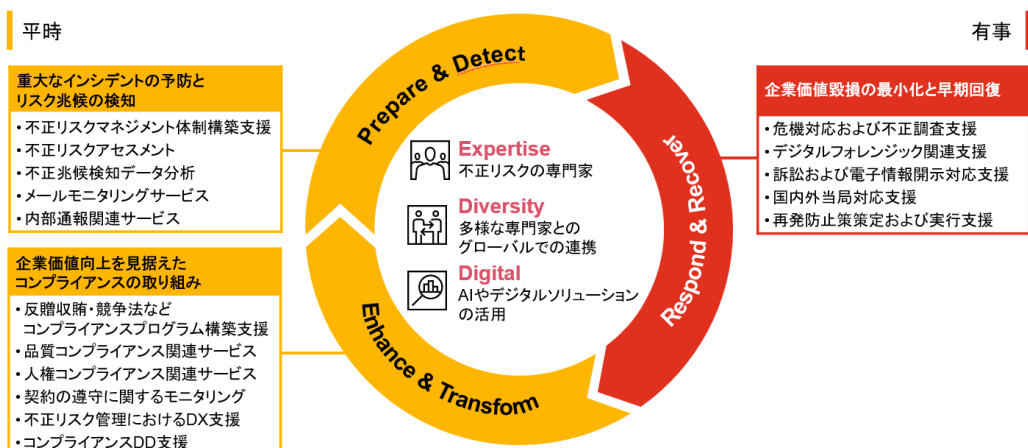 平時
有事
重大なインシデントの予防と
リスク兆候の検知
・不正リスクマネジメント体制構築支援
・不正リスクアセスメント
・不正兆候検知データ分析
・メールモニタリングサービス
・内部通報関連サービス
企業価値向上を見据えた
コンプライアンスの取り組み
・反贈収賄・競争法など
コンプライアンスプログラム構築支援
・品質コンプライアンス関連サービス
・人権コンプライアンス関連サービス
・契約の遵守に関するモニタリング
・不正リスク管理におけるDX支援
・コンプライアンスDD支援
Prepare & Detect
Expertise
不正リスクの専門家
Diversity
多様な専門家との
グローバルでの連携
Digital
AIやデジタルソリューション
の活用
Enhance & Transform
Respond & Recover
企業価値毀損の最小化と早期回復
・危機対応および不正調査支援
・デジタルフォレンジック関連支援
・訴訟および電子情報開示対応支援
・国内外当局対応支援
・再発防止策策定および実行支援